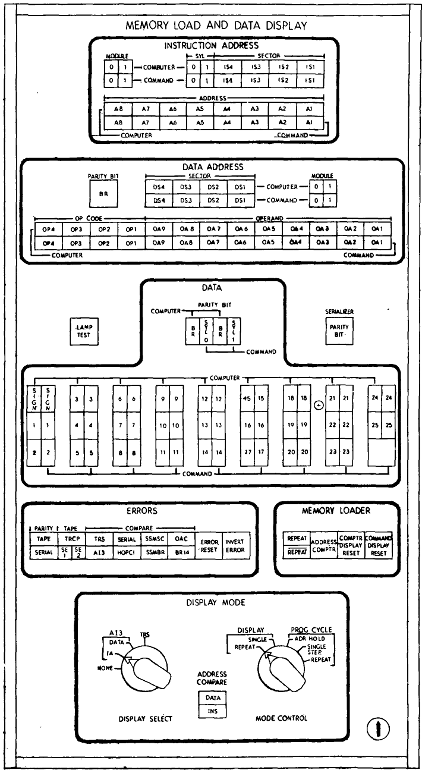 MEMORY LOAD AND DATA DISPLAY
INSTRUCTION ADDRESS
MODULE SYL SECTOR
0 1 COMPUTER 0 1 IS4 IS3 IS2 IS1
0 1 COMMAND 0 1 IS4 IS3 IS2 IS1
ADDRESS
A8 A7 A6 A5 A4 A3 A2 A1
A8 A7 A6 A5 A4 A3 A2 A1
COMPUTER COMMAND
DATA ADDRESS
PARITY BIT SECTOR MODULE
BR DS4 DS3 DS2 DS1 COMPUTER 0 1
DS4 DS3 DS2 DS1 COMMAND 0 1
OP CODE OPERAND
OP4 OP3 OP2 OP1 OA9 OA8 OA7 OA6 OA5 OA4 OA3 OA2 OA1
OP4 OP3 OP2 OP1 OA9 OA8 OA7 OA6 OA5 OA4 OA3 OA2 OA1
COMPUTER COMMAND
DATA
PARITY BIT
COMPUTER
LAMP TEST
BR SYL 0 BR SYL 1
SERIALIZER
PARITY BIT
COMMAND
COMPUTER
SIGN SIGN 3 3 6 6 9 9 12 12 15 15 18 18 21 21 24 24
1 1 4 4 7 7 10 10 13 13 16 16 19 19 22 22 25 25
2 2 5 5 8 8 11 11 14 14 17 17 20 20 23 23
COMMAND
ERRORS
PARITY TAPE COMPARE
TAPE TRCP TRS SERIAL SSMSC OAC ERROR RESET INVERT ERROR
SERIAL SE 1 SE 2 A13 HOPC1 SSMBR BR14
MEMORY LOADER
REPEAT ADDRESS COMPTR COMPTR DISPLAY RESET COMMAND DISPLAY RESET
REPEAT
DISPLAY MODE
A13 TRS
DATA
IA
NONE
DISPLAY SELECT
ADDRESS COMPARE
DATA
INS
DISPLAY PROG CYCLE
SINGLE ADR HOLD
REPEAT SINGLE STEP
REPEAT
MODE CONTROL